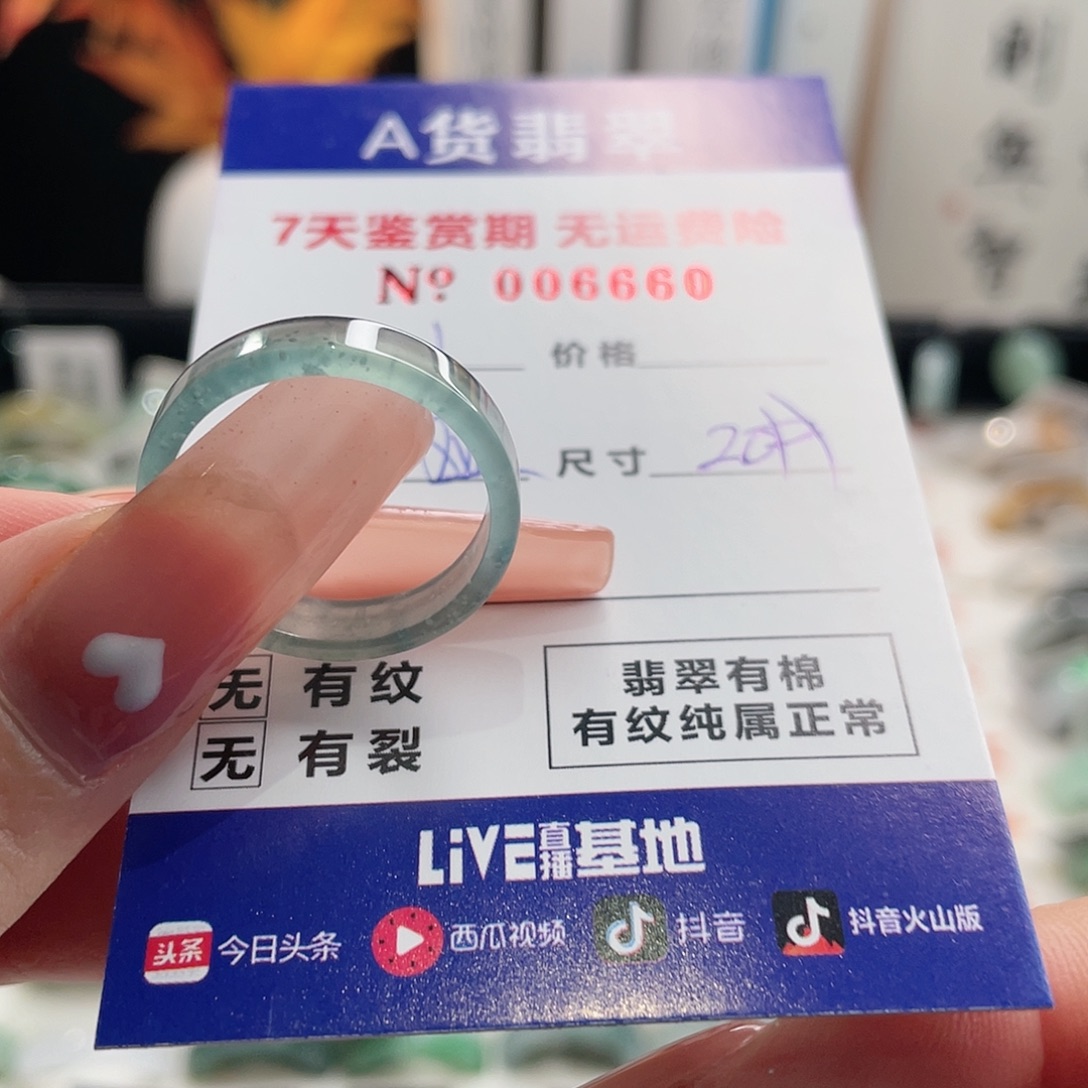 A货翡翠
7天鉴赏期 无运费险
Nº 006660
价格
尺寸 20
无 有纹
无 有裂
翡翠有棉
有纹纯属正常
LiVE直播基地
头条 今日头条 西瓜视频 抖音 抖音火山版